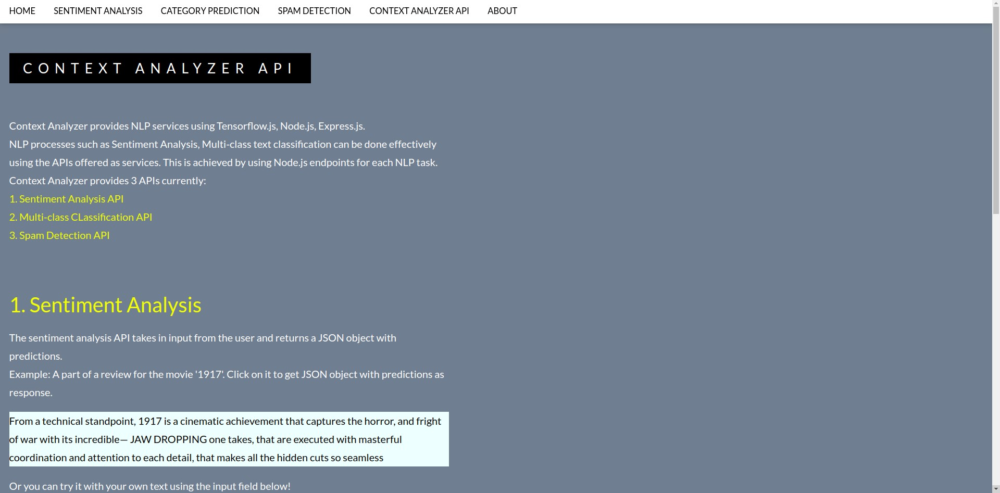 HOME SENTIMENT ANALYSIS CATEGORY PREDICTION SPAM DETECTION CONTEXT ANALYZER API ABOUT
CONTEXT ANALYZER API
Context Analyzer provides NLP services using Tensorflow.js, Node.js, Express.js.
NLP processes such as Sentiment Analysis, Multi-class text classification can be done effectively
using the APIs offered as services. This is achieved by using Node.js endpoints for each NLP task.
Context Analyzer provides 3 APIs currently:
1. Sentiment Analysis API
2. Multi-class CLassification API
3. Spam Detection API
1. Sentiment Analysis
The sentiment analysis API takes in input from the user and returns a JSON object with
predictions.
Example: A part of a review for the movie '1917'. Click on it to get JSON object with predictions as
response.
From a technical standpoint, 1917 is a cinematic achievement that captures the horror, and fright
of war with its incredible— JAW DROPPING one takes, that are executed with masterful
coordination and attention to each detail, that makes all the hidden cuts so seamless
Or you can try it with your own text using the input field below!